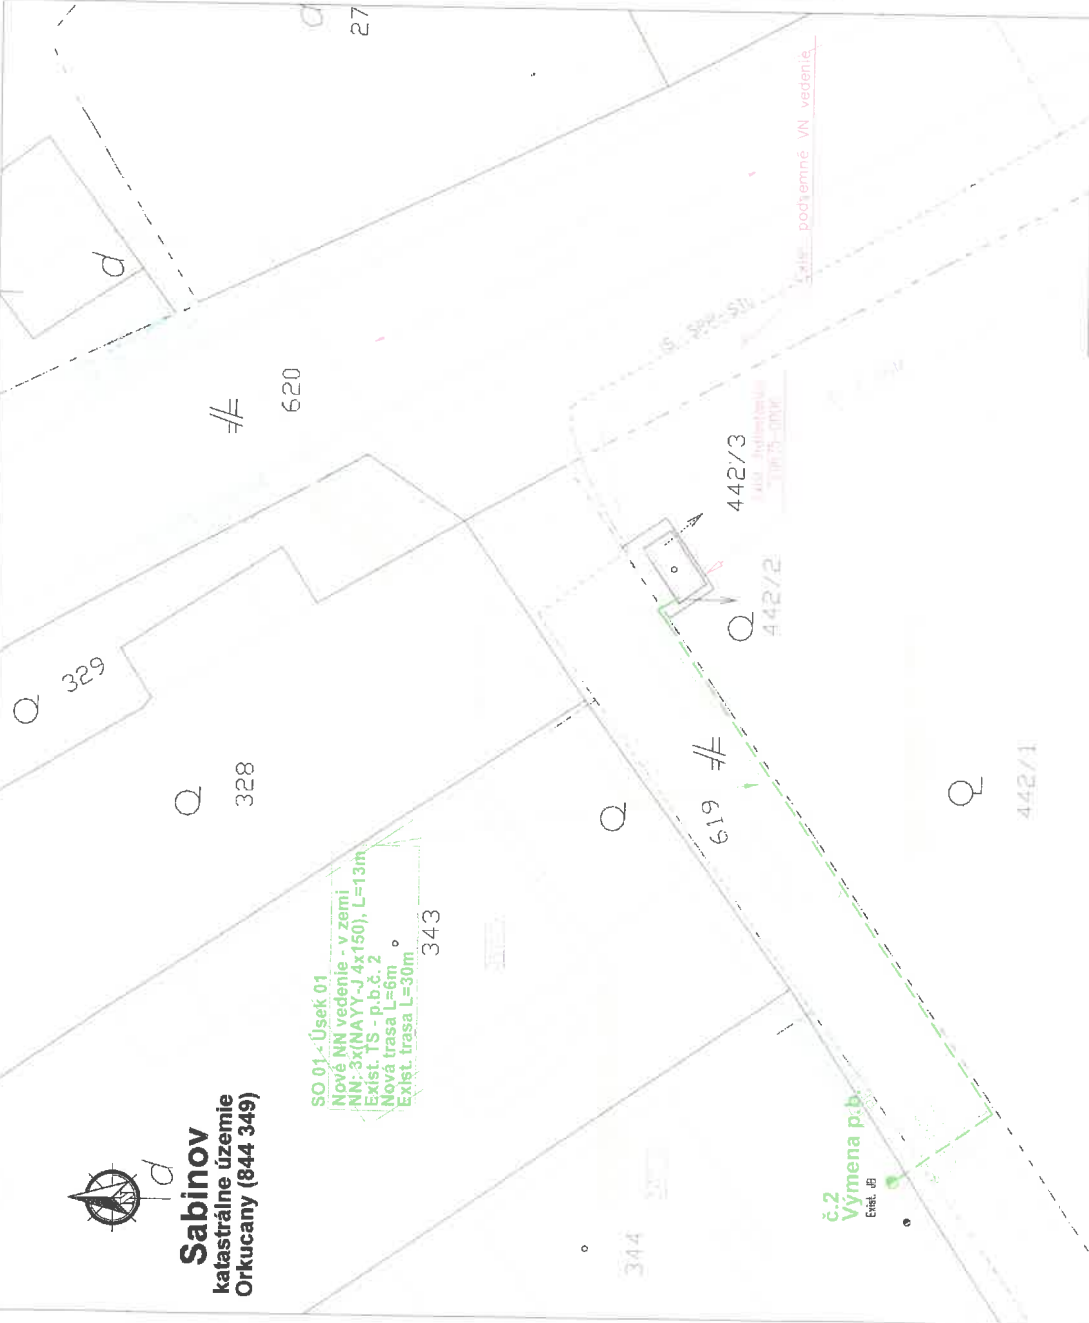 Sabinov
katastrálne územie
Orkucany (844 349)
SO 01 - Úsek 01
Nové NN vedenie - v zemi
NN: 3x(NAYY-J 4x150), L=13m
Exist. TS - p.b.č. 2
Nová trasa L=6m
Exist. trasa L=30m
č.2
Výmena p.b.
Exist. JB
27
620
329
328
343
344
619
442/3
442/2
442/1
podzemné VN vedenie